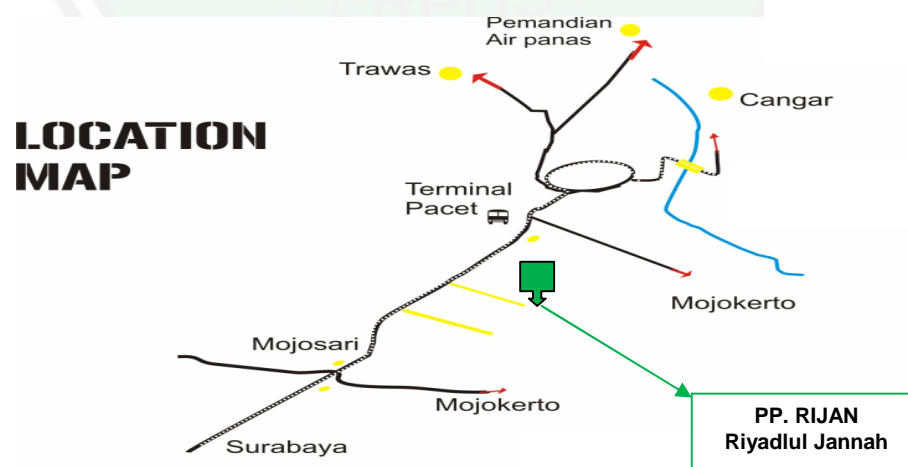 Pemandian
Air panas
Trawas
Cangar
LOCATION
MAP
Terminal
Pacet
Mojokerto
Mojosari
Mojokerto
Surabaya
PP. RIJAN
Riyadlul Jannah